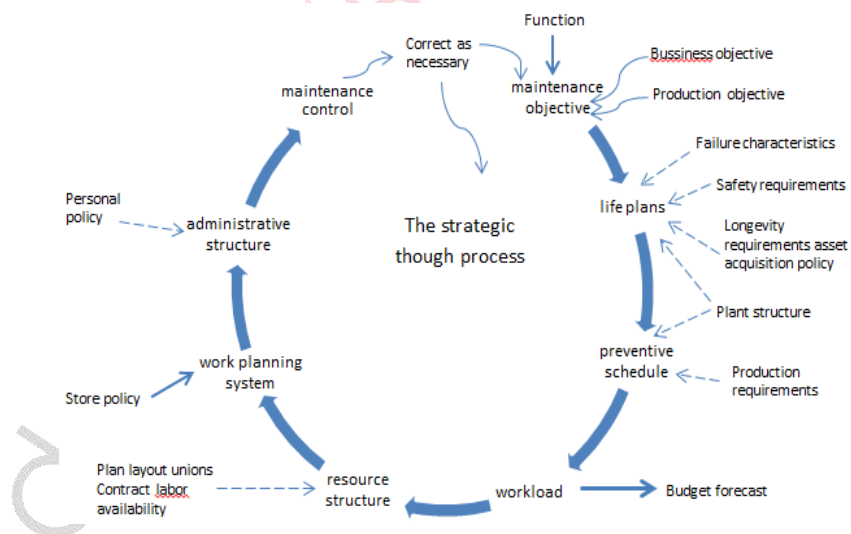 Function
Correct as
necessary
Bussiness objective
maintenance
objective
Production objective
maintenance
control
Failure characteristics
Safety requirements
life plans
Personal
policy
administrative
structure
The strategic
though process
Longevity
requirements asset
acquisition policy
Plant structure
preventive
schedule
work planning
system
Production
requirements
Store policy
Plan layout unions
Contract labor
availability
resource
structure
workload
Budget forecast